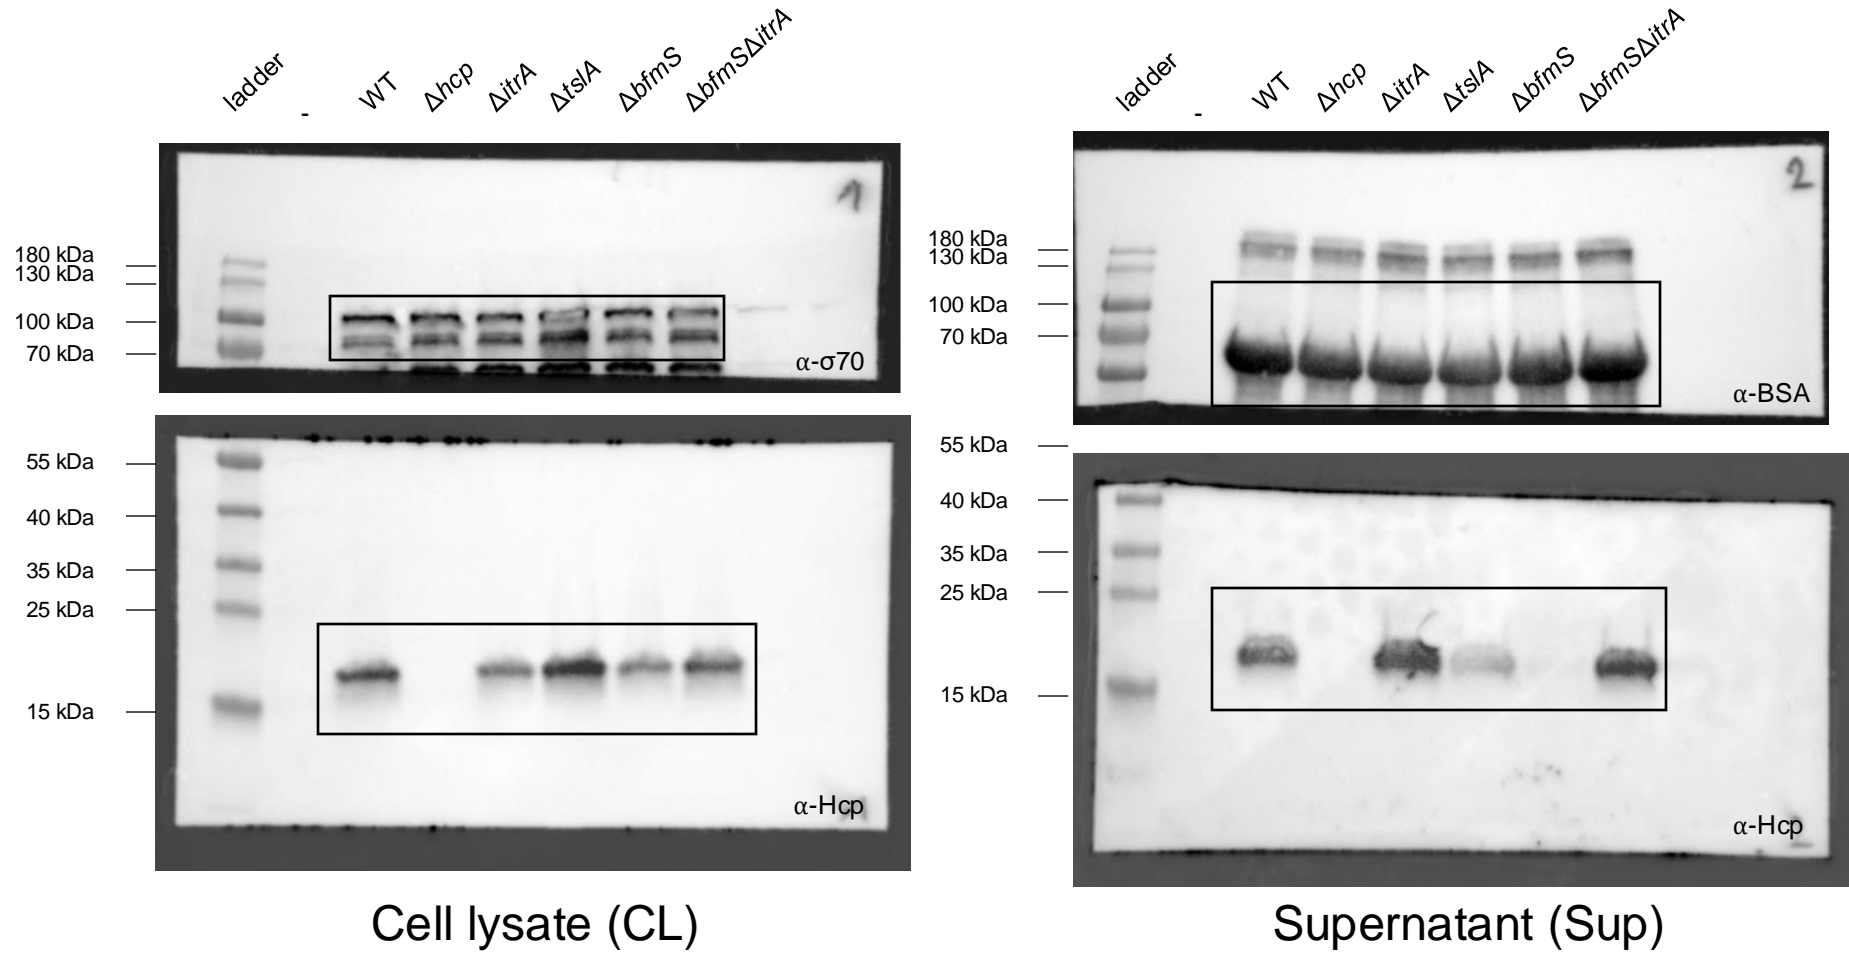 ladder - WT Δhcp ΔitrA ΔtslA ΔbfmS ΔbfmSΔitrA
1
180 kDa
130 kDa
100 kDa
70 kDa
α-σ70
55 kDa
40 kDa
35 kDa
25 kDa
15 kDa
α-Hcp
Cell lysate (CL)
ladder - WT Δhcp ΔitrA ΔtslA ΔbfmS ΔbfmSΔitrA
2
180 kDa
130 kDa
100 kDa
70 kDa
α-BSA
55 kDa
40 kDa
35 kDa
25 kDa
15 kDa
α-Hcp
Supernatant (Sup)